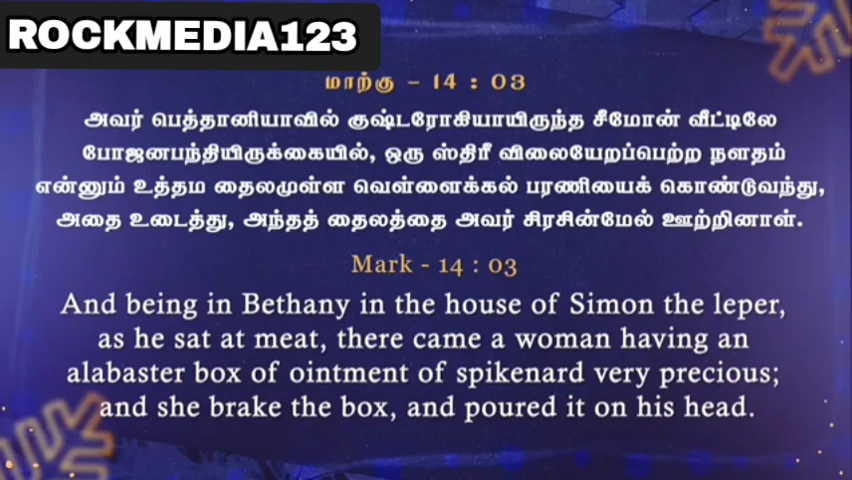 ROCKMEDIA123
மாற்கு - 14 : 03
அவர் பெத்தானியாவில் குஷ்டரோகியாயிருந்த சீமோன் வீட்டிலே
போஜனபந்தியிருக்கையில், ஒரு ஸ்திரீ விலையேறப்பெற்ற நளதம்
என்னும் உத்தம தைலமுள்ள வெள்ளைக்கல் பரணியைக் கொண்டுவந்து,
அதை உடைத்து, அந்தத் தைலத்தை அவர் சிரசின்மேல் ஊற்றினாள்.
Mark - 14 : 03
And being in Bethany in the house of Simon the leper,
as he sat at meat, there came a woman having an
alabaster box of ointment of spikenard very precious;
and she brake the box, and poured it on his head.